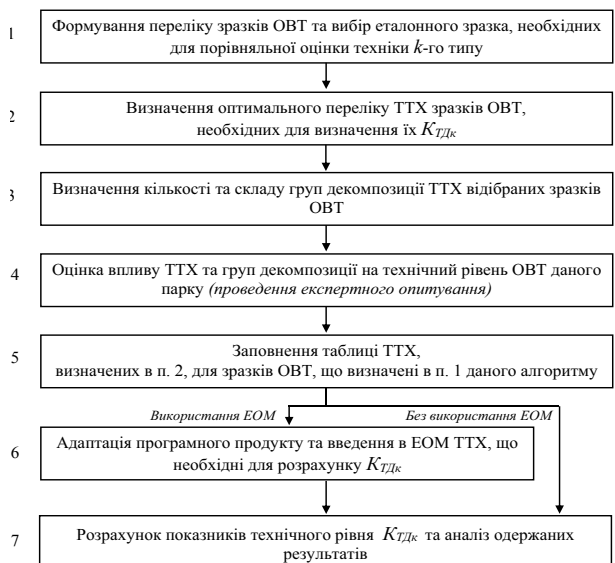 1
Формування переліку зразків ОВТ та вибір еталонного зразка, необхідних
для порівняльної оцінки техніки k-го типу
2
Визначення оптимального переліку ТТХ зразків ОВТ,
необхідних для визначення їх KТДк
3
Визначення кількості та складу груп декомпозиції ТТХ відібраних зразків
ОВТ
4
Оцінка впливу ТТХ та груп декомпозиції на технічний рівень ОВТ даного
парку (проведення експертного опитування)
5
Заповнення таблиці ТТХ,
визначених в п. 2, для зразків ОВТ, що визначені в п. 1 даного алгоритму
Використання ЕОМ
Без використання ЕОМ
6
Адаптація програмного продукту та введення в ЕОМ ТТХ, що
необхідні для розрахунку KТДк
7
Розрахунок показників технічного рівня KТДк та аналіз одержаних
результатів